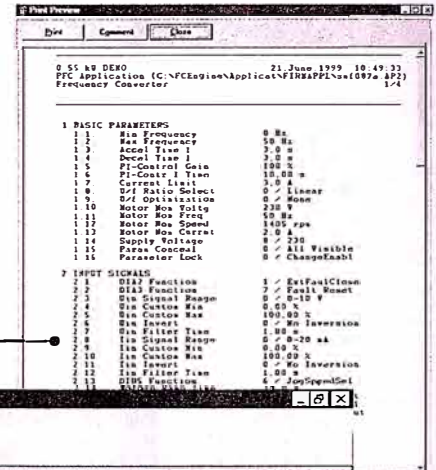 Print Preview
Print Comment Close
0.55 kW DEMO 21.June 1999 10:49:33
PFC Application (C:\FCEngine\Applicat\FIRMAPPL\
Frequency Converter 1/4
1 BASIC PARAMETERS
1 1 Min Frequency 0 Hz
1 2 Max Frequency 50 Hz
1 3 Accel Time 1 3,0 s
1 4 Decel Time 1 3,0 s
1 5 PI-Control Gain 100 %
1 6 PI-Contr I Time 10,00 s
1 7 Current Limit 3,0 A
1 8 U/f Ratio Select 0 / Linear
1 9 U/f Optimization 0 / None
1 10 Motor Nom Voltg 230 V
1 11 Motor Nom Freq 50 Hz
1 12 Motor Nom Speed 1405 rpm
1 13 Motor Nom Currnt 2,0 A
1 14 Supply Voltage 8 / 230
1 15 Param Conceal 0 / All Visible
1 16 Parameter Lock 0 / ChangeEnabl
2 INPUT SIGNALS
2 1 DIA2 Function 1 / ExtFaulClose
2 2 DIA3 Function 7 / Fault Reset
2 3 Uin Signal Range 0 / 0-10 V
2 4 Uin Custom Min 0,00 %
2 5 Uin Custom Max 100,00 %
2 6 Uin Invert 0 / No Inversion
2 7 Uin Filter Time 1,00 s
2 8 Iin Signal Range 0 / 0-20 mA
2 9 Iin Custom Min 0,00 %
2 10 Iin Custom Max 100,00 %
2 11 Iin Invert 0 / No Inversion
2 12 Iin Filter Time 1,00 s
2 13 DIB5 Function 6 / JogSpeedSel
ut